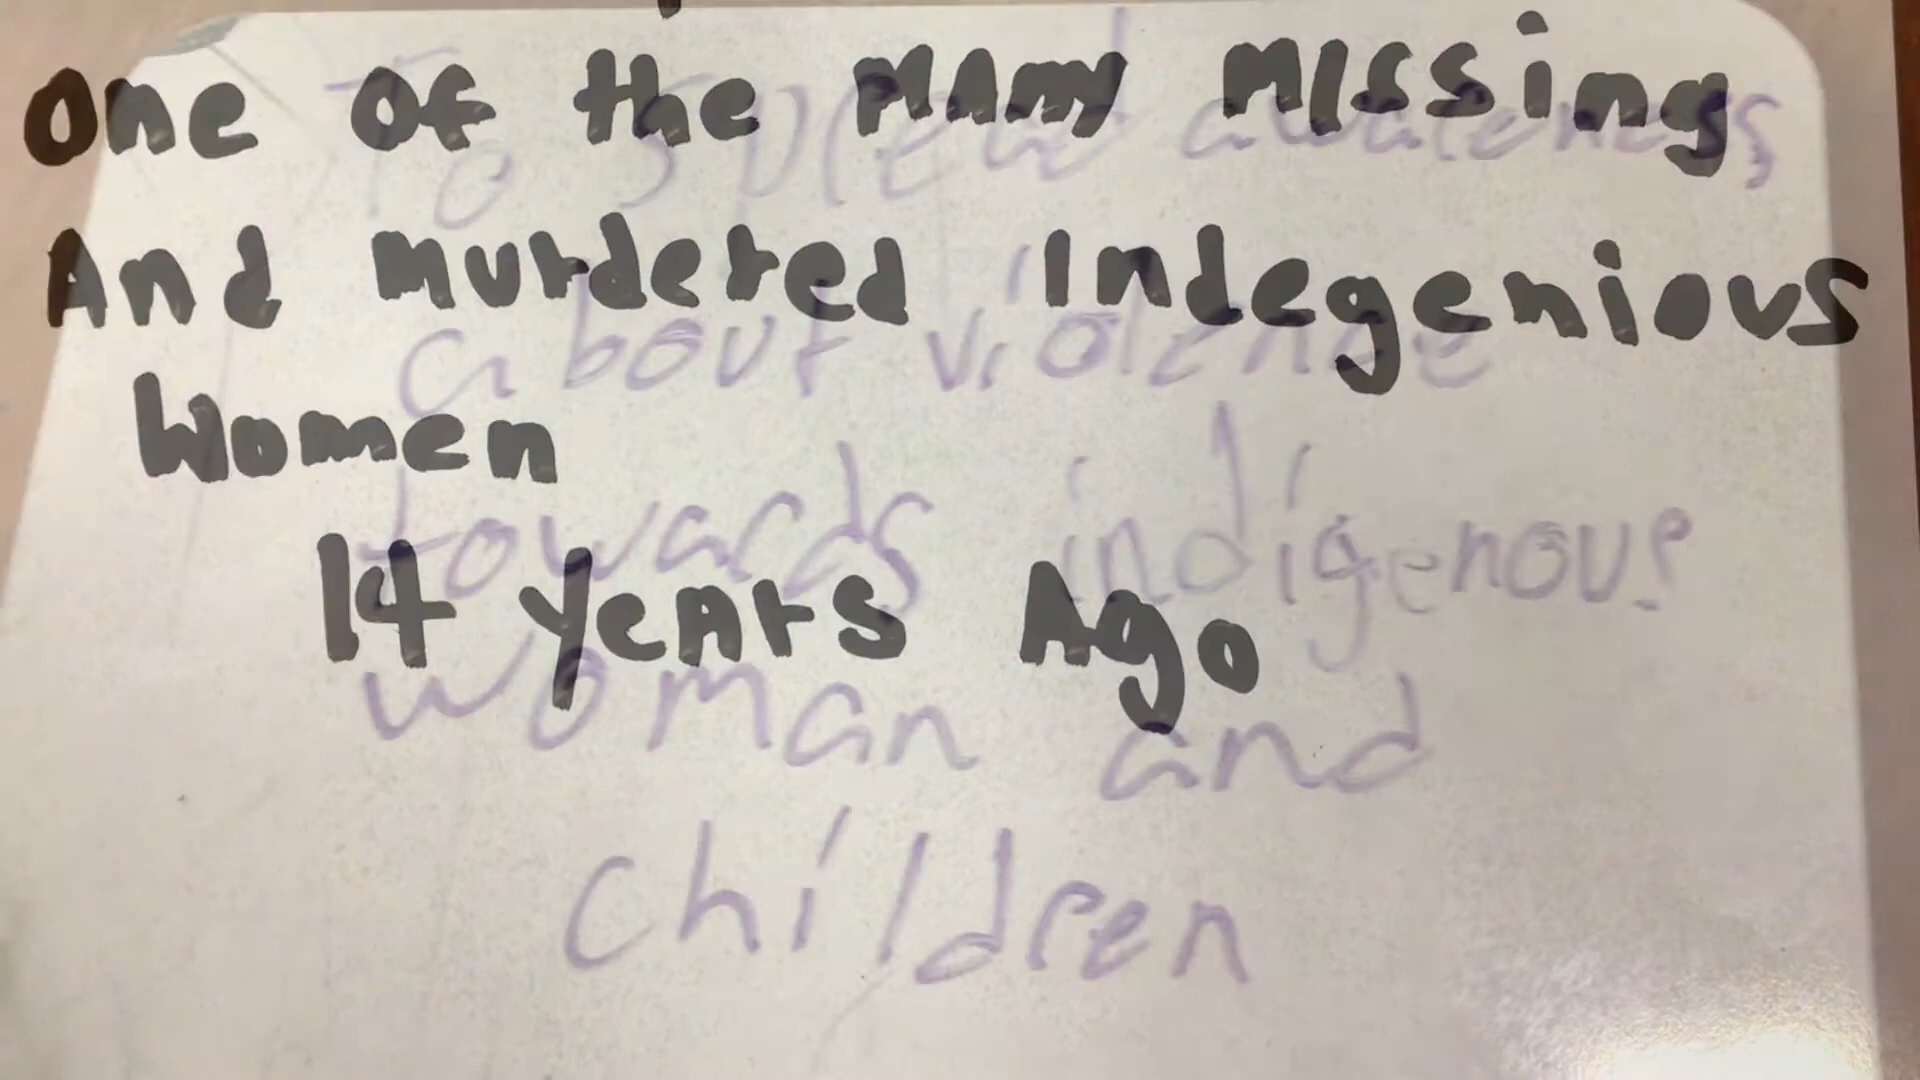 One of the many missing
And murdered Indegenious
Women
14 years Ago
To spread awareness
about violence
towards indigenous
woman and
children